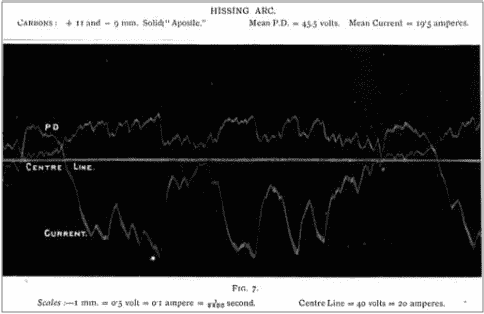 HISSING ARC.
CARBONS: + 11 and - 9 mm. Solid "Apostle." Mean P.D. = 45.5 volts. Mean Current = 19.5 amperes.
PD
CENTRE LINE.
CURRENT.
FIG. 7.
Scales:—1 mm. = 0.5 volt = 0.1 ampere = second. Centre Line = 40 volts = 20 amperes.